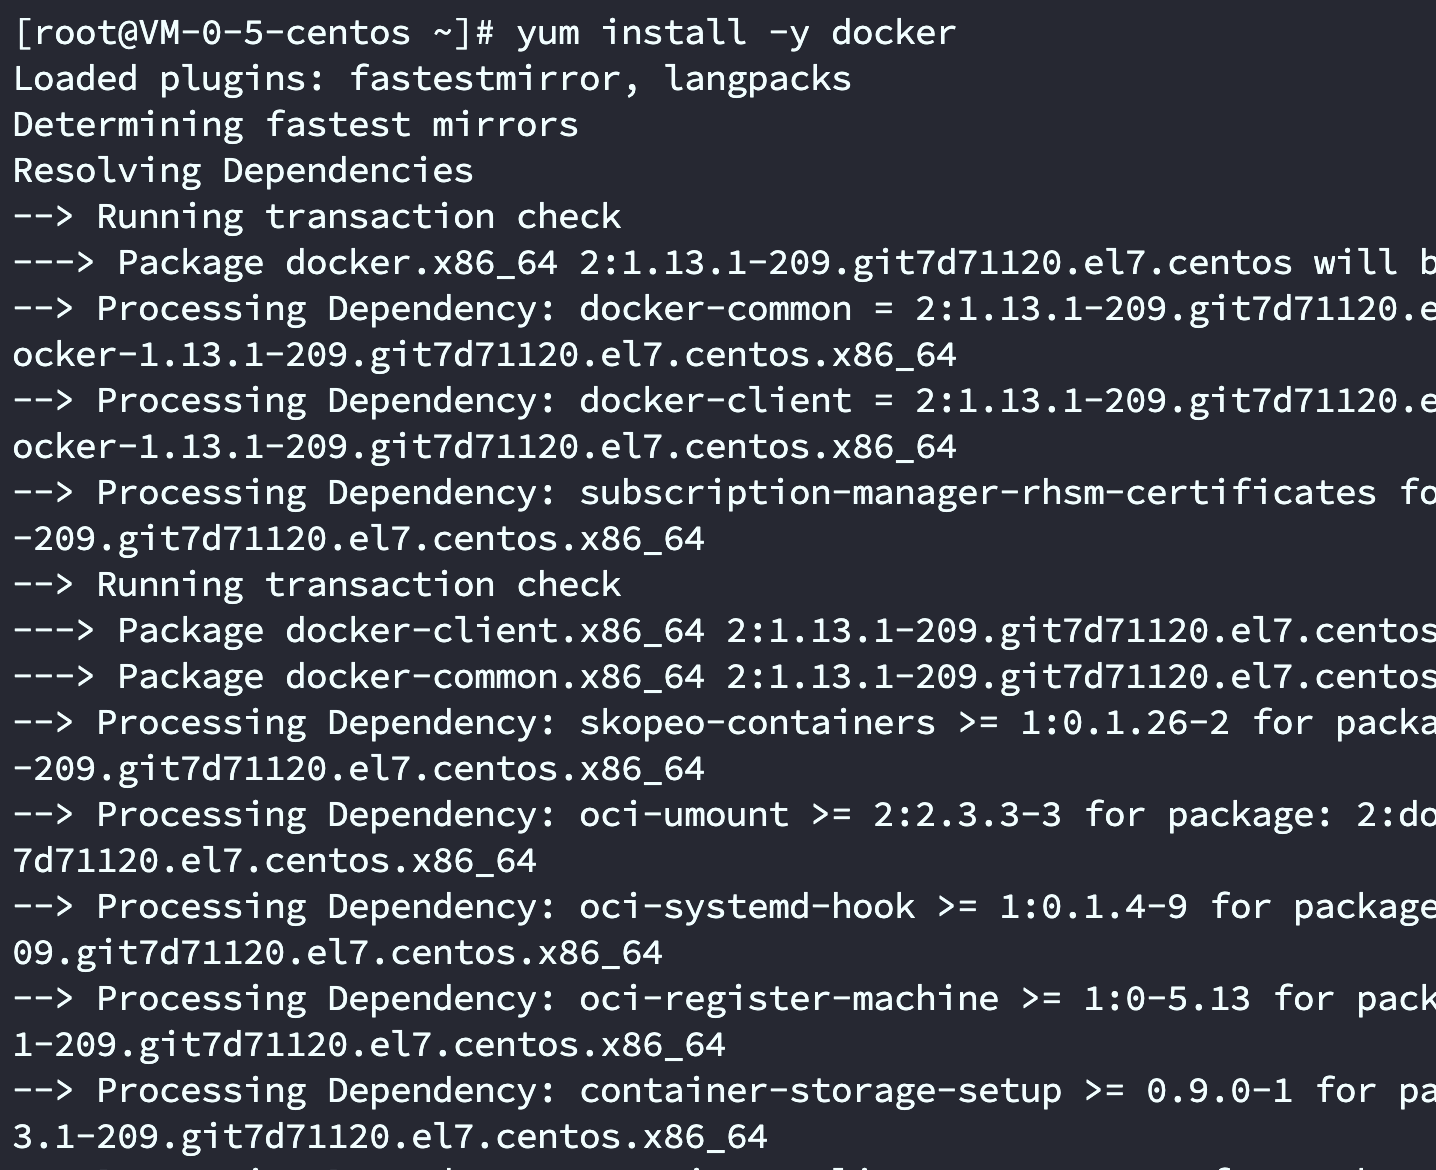 [root@VM-0-5-centos ~]# yum install -y docker
Loaded plugins: fastestmirror, langpacks
Determining fastest mirrors
Resolving Dependencies
--> Running transaction check
---> Package docker.x86_64 2:1.13.1-209.git7d71120.el7.centos will b
--> Processing Dependency: docker-common = 2:1.13.1-209.git7d71120.e
ocker-1.13.1-209.git7d71120.el7.centos.x86_64
--> Processing Dependency: docker-client = 2:1.13.1-209.git7d71120.e
ocker-1.13.1-209.git7d71120.el7.centos.x86_64
--> Processing Dependency: subscription-manager-rhsm-certificates fo
-209.git7d71120.el7.centos.x86_64
--> Running transaction check
---> Package docker-client.x86_64 2:1.13.1-209.git7d71120.el7.centos
---> Package docker-common.x86_64 2:1.13.1-209.git7d71120.el7.centos
--> Processing Dependency: skopeo-containers >= 1:0.1.26-2 for packa
-209.git7d71120.el7.centos.x86_64
--> Processing Dependency: oci-umount >= 2:2.3.3-3 for package: 2:do
7d71120.el7.centos.x86_64
--> Processing Dependency: oci-systemd-hook >= 1:0.1.4-9 for package
09.git7d71120.el7.centos.x86_64
--> Processing Dependency: oci-register-machine >= 1:0-5.13 for pack
1-209.git7d71120.el7.centos.x86_64
--> Processing Dependency: container-storage-setup >= 0.9.0-1 for pa
3.1-209.git7d71120.el7.centos.x86_64